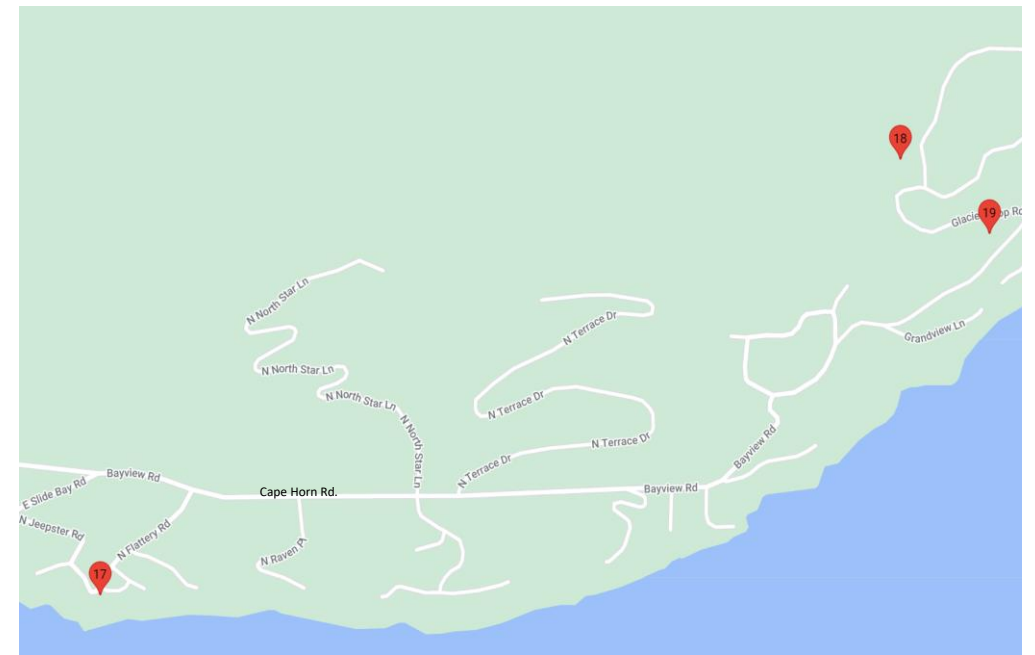 18
19
Glacie
op Rd
N North Star Ln
N Terrace Dr
Grandview Ln
N North Star Ln
N North Star Ln
N Terrace Dr
N North Star Ln
N Terrace Dr
N Terrace Dr
Bayview Rd
Bayview Rd
E Slide Bay Rd
Cape Horn Rd.
Bayview Rd
N Jeepster Rd
N Flattery Rd
N Raven Pl
17